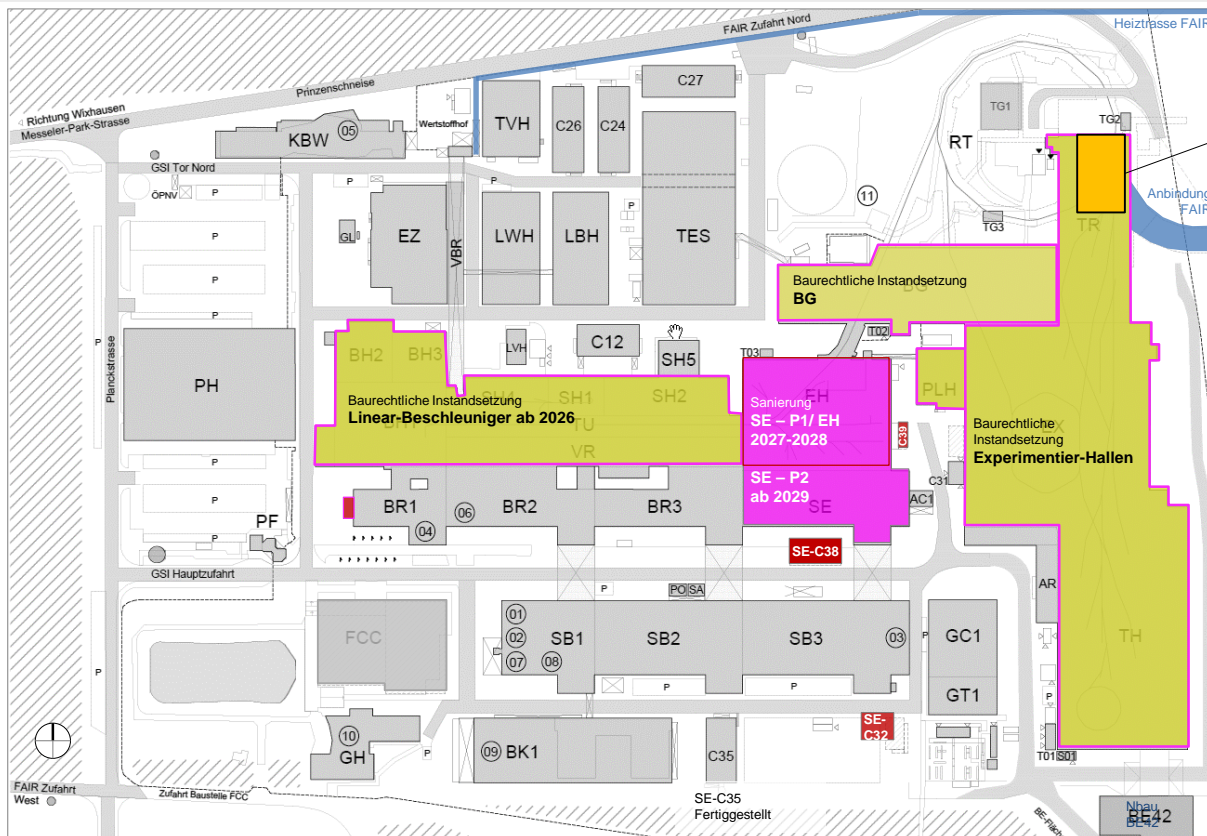 FAIR Zufahrt Nord
Heiztrasse FAIR
Prinzenschneise
Richtung Wixhausen
Messeler-Park-Strasse
KBW
05
Wertstoffhof
TVH
C26
C24
C27
TG1
TG2
RT
GSI Tor Nord
ÖPNV
P
P
P
P
P
P
P
GL
EZ
VBR
LWH
LBH
P
P
TES
11
TG3
TR
Anbindung
FAIR
Baurechtliche Instandsetzung
BG
BG
Planckstrasse
P
PH
BH2
BH3
LVH
C12
SH5
T03
T02
SH1
SH2
Baurechtliche Instandsetzung
Linear-Beschleuniger ab 2026
TU
VR
EH
Sanierung
SE – P1/ EH
2027-2028
C39
PLH
EX
Baurechtliche
Instandsetzung
Experimentier-Hallen
SE – P2
ab 2029
SE
AC1
C31
BR1
BR2
BR3
04
06
PF
P
P
P
SE-C38
GSI Hauptzufahrt
P
PO
SA
AR
FCC
01
02
07
08
SB1
SB2
SB3
03
P
GC1
GT1
TH
P
P
P
P
10
GH
P
09
BK1
C35
SE-
C32
T01
S01
FAIR Zufahrt
West
Zufahrt Baustelle FCC
SE-C35
Fertiggestellt
BE-Fläch
Nbau
BE42
BE42